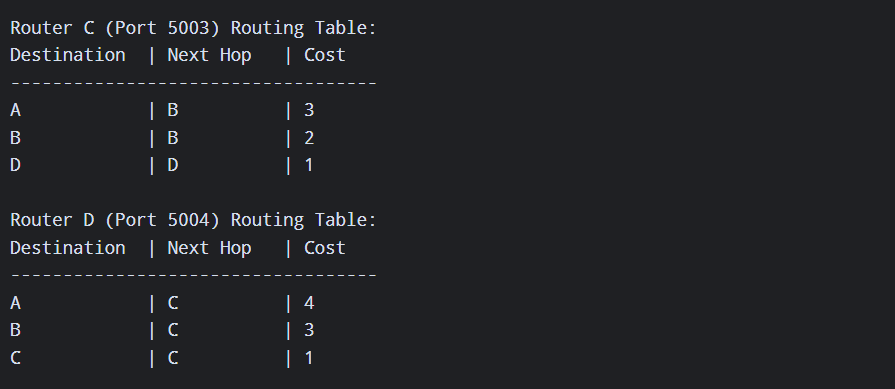 Router C (Port 5003) Routing Table:
Destination  | Next Hop   | Cost
-----------------------------------
A            | B          | 3
B            | B          | 2
D            | D          | 1
Router D (Port 5004) Routing Table:
Destination  | Next Hop   | Cost
-----------------------------------
A            | C          | 4
B            | C          | 3
C            | C          | 1